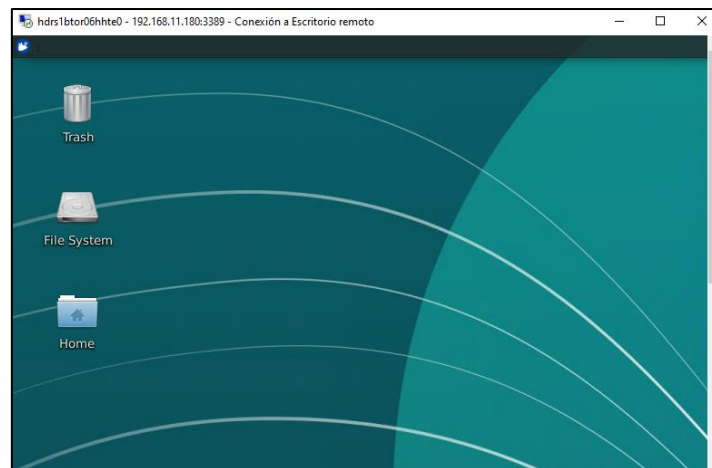 hdrs1btor06hhte0 - 192.168.11.180:3389 - Conexión a Escritorio remoto
Trash
File System
Home